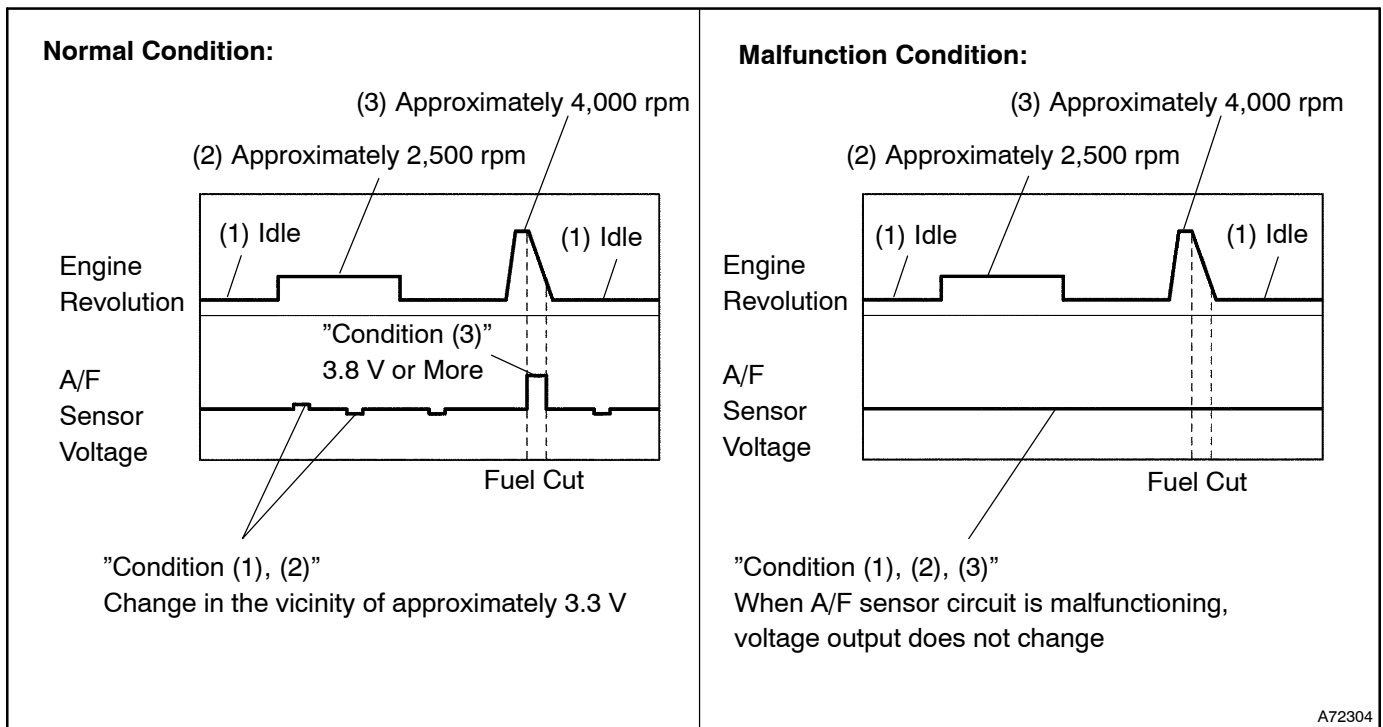 Normal Condition:
(3) Approximately 4,000 rpm
(2) Approximately 2,500 rpm
(1) Idle
(1) Idle
Engine
Revolution
”Condition (3)”
3.8 V or More
A/F
Sensor
Voltage
Fuel Cut
”Condition (1), (2)”
Change in the vicinity of approximately 3.3 V
Malfunction Condition:
(3) Approximately 4,000 rpm
(2) Approximately 2,500 rpm
(1) Idle
(1) Idle
Engine
Revolution
A/F
Sensor
Voltage
Fuel Cut
”Condition (1), (2), (3)”
When A/F sensor circuit is malfunctioning,
voltage output does not change
A72304